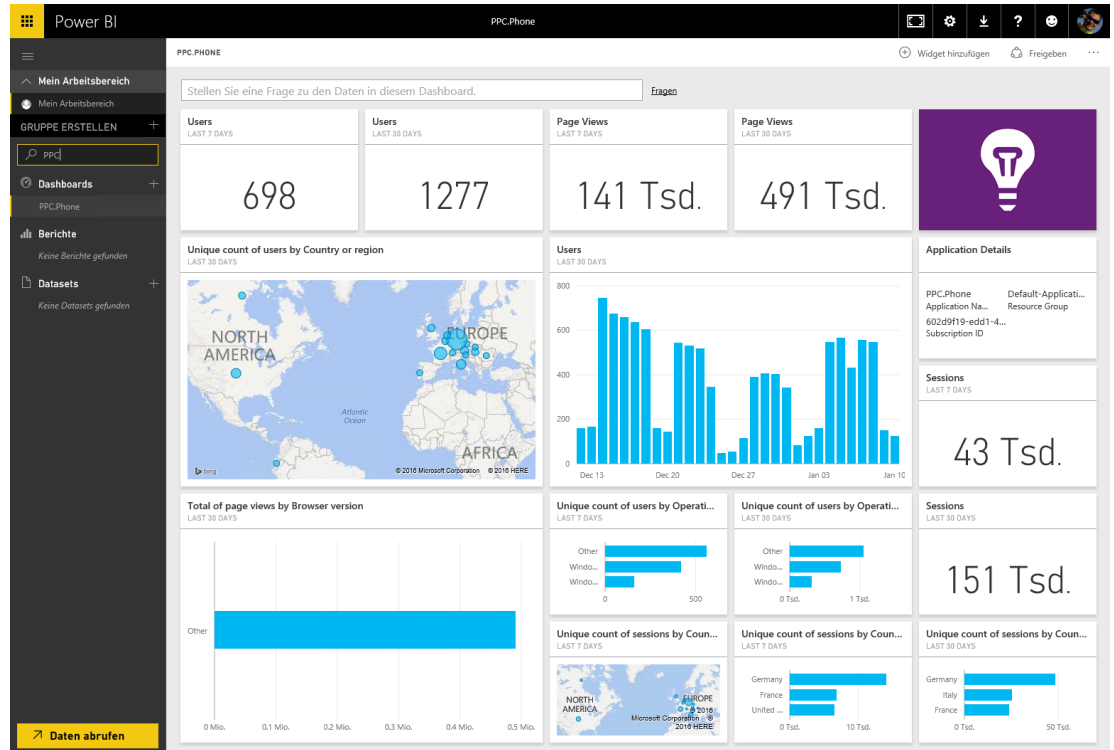 Power BI
PPC.Phone
?
PPC.PHONE
Widget hinzufügen
Freigeben
...
Mein Arbeitsbereich
Mein Arbeitsbereich
GRUPPE ERSTELLEN +
PPC
Dashboards +
PPC.Phone
Berichte
Keine Berichte gefunden
Datasets +
Keine Datasets gefunden
Daten abrufen
Stellen Sie eine Frage zu den Daten in diesem Dashboard.
Fragen
Users
LAST 7 DAYS
698
Users
LAST 30 DAYS
1277
Page Views
LAST 7 DAYS
141 Tsd.
Page Views
LAST 30 DAYS
491 Tsd.
Unique count of users by Country or region
LAST 30 DAYS
NORTH
AMERICA
EUROPE
Atlantic
Ocean
AFRICA
bing
© 2016 Microsoft Corporation © 2016 HERE
Users
LAST 30 DAYS
800
600
400
200
0
Dec 13 Dec 20 Dec 27 Jan 03 Jan 10
Application Details
PPC.Phone Default-Applicati...
Application Na... Resource Group
602d9f19-edd1-4...
Subscription ID
Sessions
LAST 7 DAYS
43 Tsd.
Total of page views by Browser version
LAST 30 DAYS
Other
0 Mio. 0.1 Mio. 0.2 Mio. 0.3 Mio. 0.4 Mio. 0.5 Mio.
Unique count of users by Operati...
LAST 7 DAYS
Other
Windo...
Windo...
0 500
Unique count of users by Operati...
LAST 30 DAYS
Other
Windo...
Windo...
0 Tsd. 1 Tsd.
Sessions
LAST 30 DAYS
151 Tsd.
Unique count of sessions by Coun...
LAST 7 DAYS
NORTH
AMERICA
EUROPE
© 2016
Microsoft Corporation ©
2016 HERE
Unique count of sessions by Coun...
LAST 7 DAYS
Germany
France
United ...
0 Tsd. 10 Tsd.
Unique count of sessions by Coun...
LAST 30 DAYS
Germany
Italy
France
0 Tsd. 50 Tsd.